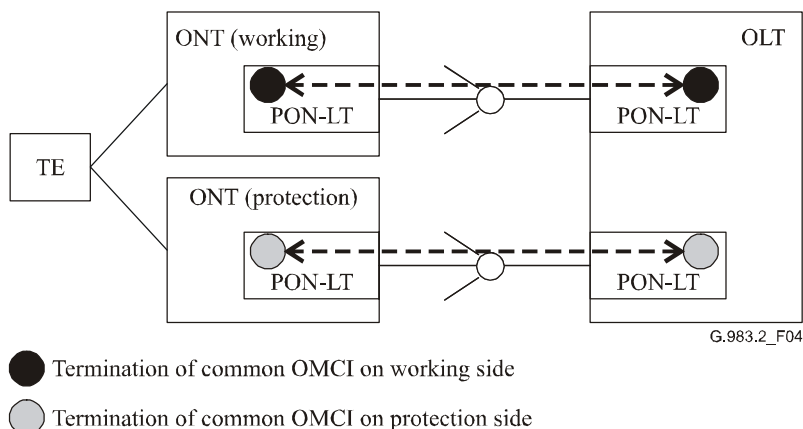 ONT (working)
OLT
PON-LT
PON-LT
TE
ONT (protection)
PON-LT
PON-LT
G.983.2_F04
Termination of common OMCI on working side
Termination of common OMCI on protection side